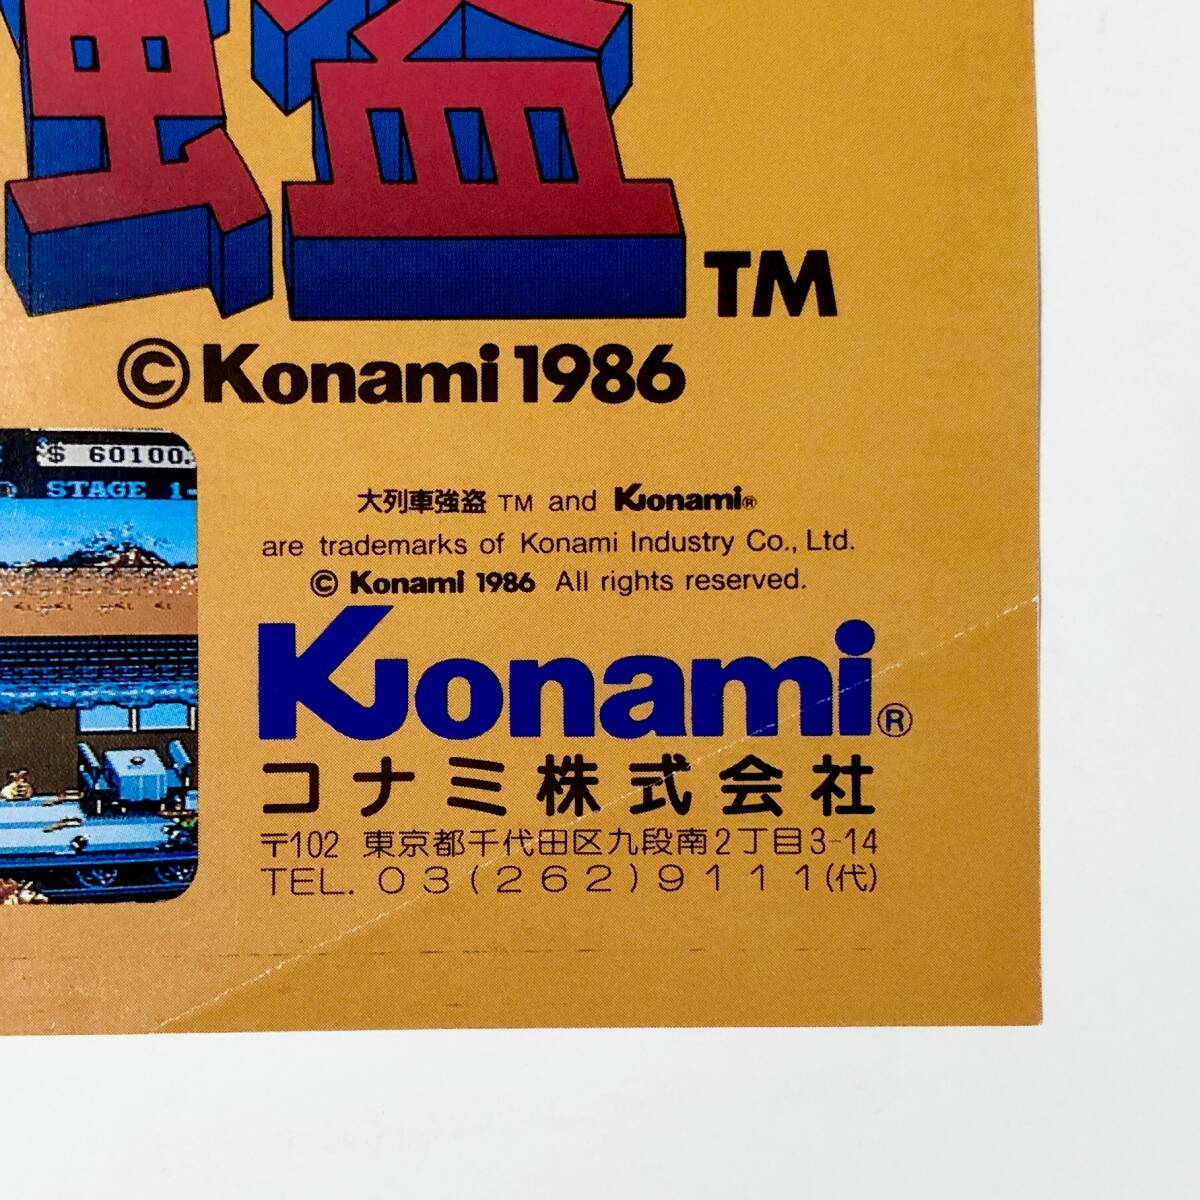 強盗
TM
©Konami 1986
$ 60100
STAGE 1-
大列車強盗 TM and Konami®
are trademarks of Konami Industry Co., Ltd.
© Konami 1986 All rights reserved.
Konami®
コナミ株式会社
〒102 東京都千代田区九段南2丁目3-14
TEL. 03(262)9111(代)